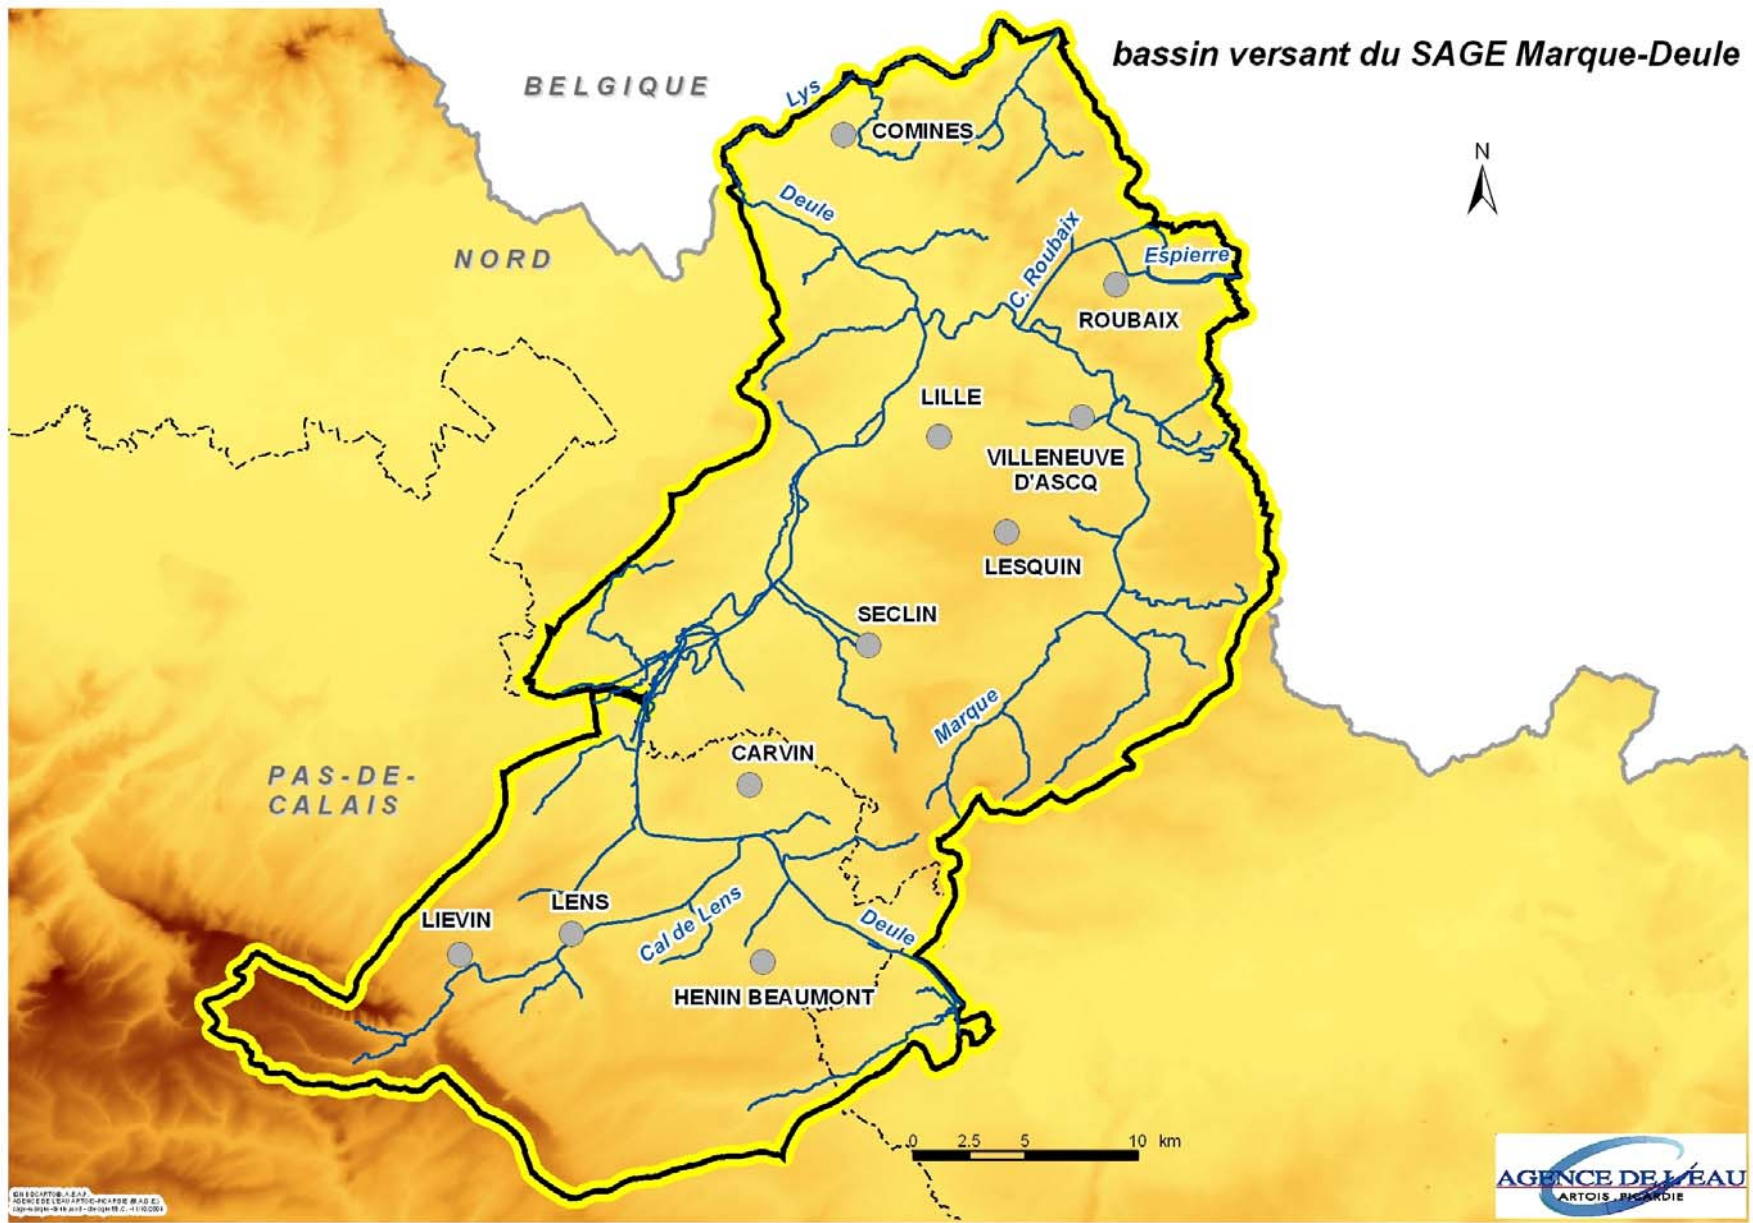 bassin versant du SAGE Marque-Deule
BELGIQUE
Lys
COMINES
N
Deule
C. Roubaix
NORD
Espierre
ROUBAIX
LILLE
VILLENEUVE
D'ASCQ
LESQUIN
SECLIN
Marque
CARVIN
PAS-DE-
CALAIS
LENS
LIEVIN
Cal de Lens
Deule
HENIN BEAUMONT
0 2.5 5 10 km
AGENCE DE L'EAU
ARTOIS . PICARDIE